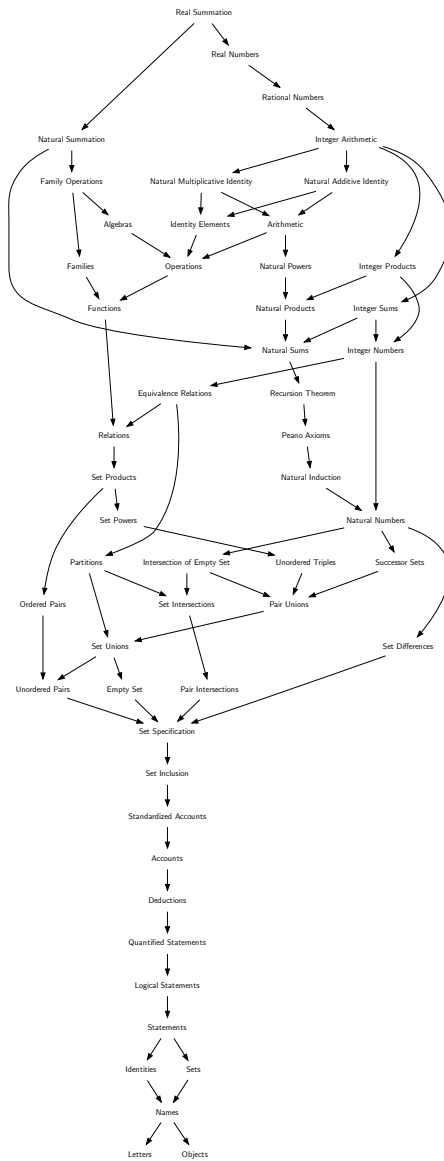 Real Summation
Real Numbers
Rational Numbers
Natural Summation
Integer Arithmetic
Family Operations
Natural Multiplicative Identity
Natural Additive Identity
Algebras
Identity Elements
Arithmetic
Families
Operations
Natural Powers
Integer Products
Functions
Natural Products
Integer Sums
Natural Sums
Integer Numbers
Equivalence Relations
Recursion Theorem
Relations
Peano Axioms
Set Products
Natural Induction
Set Powers
Natural Numbers
Partitions
Intersection of Empty Set
Unordered Triples
Successor Sets
Ordered Pairs
Set Intersections
Pair Unions
Set Unions
Set Differences
Unordered Pairs
Empty Set
Pair Intersections
Set Specification
Set Inclusion
Standardized Accounts
Accounts
Deductions
Quantified Statements
Logical Statements
Statements
Identities
Sets
Names
Letters
Objects